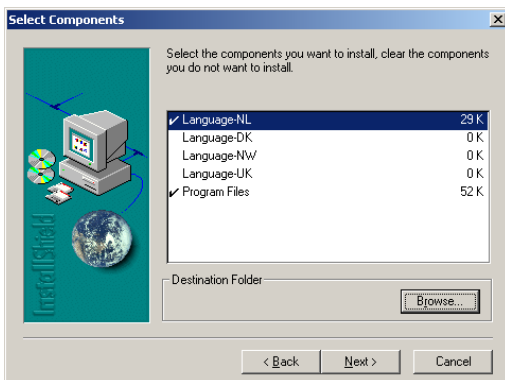 Select Components
Select the components you want to install, clear the components
you do not want to install.
Language-NL 29 K
Language-DK 0 K
Language-NW 0 K
Language-UK 0 K
Program Files 52 K
InstallShield
Destination Folder
Browse...
< Back Next > Cancel